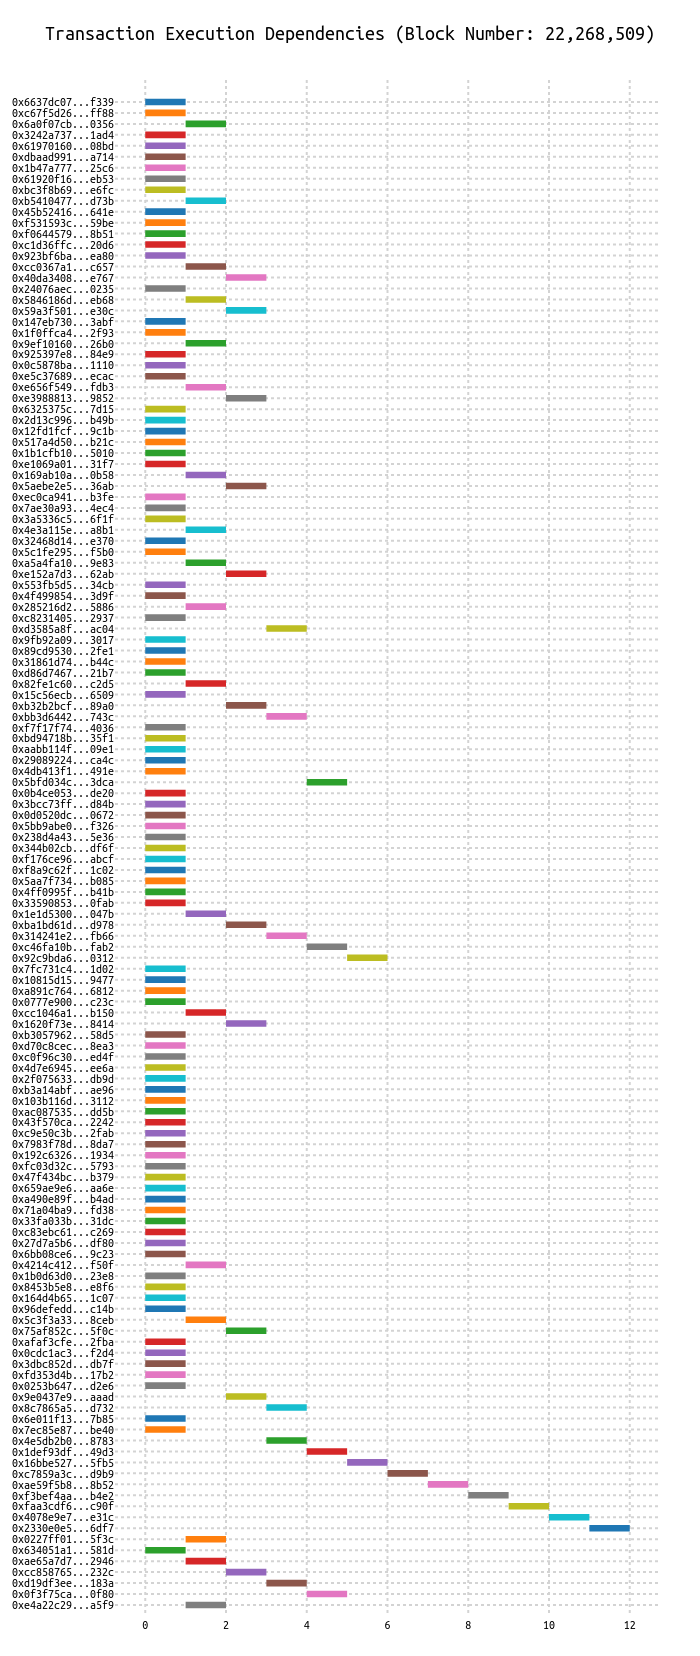 Transaction Execution Dependencies (Block Number: 22,268,509)
0x6637dc07...f339
0xc67f5d26...ff88
0x6a0f07cb...0356
0x3242a737...1ad4
0x61970160...08bd
0xdbaad991...a714
0x1b47a777...25c6
0x61920f16...eb53
0xbc3f8b69...e6fc
0xb5410477...d73b
0x45b52416...641e
0xf531593c...59be
0xf0644579...8b51
0xc1d36ffc...20d6
0x923bf6ba...ea80
0xcc0367a1...c657
0x40da3408...e767
0x24076aec...0235
0x5846186d...eb68
0x59a3f501...e30c
0x147eb730...3abf
0x1f0ffca4...2f93
0x9ef10160...26b0
0x925397e8...84e9
0x0c5878ba...1110
0xe5c37689...ecac
0xe656f549...fdb3
0xe3988813...9852
0x6325375c...7d15
0x2d13c996...b49b
0x12fd1fcf...9c1b
0x517a4d50...b21c
0x1b1cfb10...5010
0xe1069a01...31f7
0x169ab10a...0b58
0x5aebe2e5...36ab
0xec0ca941...b3fe
0x7ae30a93...4ec4
0x3a5336c5...6f1f
0x4e3a115e...a8b1
0x32468d14...e370
0x5c1fe295...f5b0
0xa5a4fa10...9e83
0xe152a7d3...62ab
0x553fb5d5...34cb
0x4f499854...3d9f
0x285216d2...5886
0xc8231405...2937
0xd3585a8f...ac04
0x9fb92a09...3017
0x89cd9530...2fe1
0x31861d74...b44c
0xd86d7467...21b7
0x82fe1c60...c2d5
0x15c56ecb...6509
0xb32b2bcf...89a0
0xbb3d6442...743c
0xf7f17f74...4036
0xbd94718b...35f1
0xaabb114f...09e1
0x29089224...ca4c
0x4db413f1...491e
0x5bfd034c...3dca
0x0b4ce053...de20
0x3bcc73ff...d84b
0x0d0520dc...0672
0x5bb9abe0...f326
0x238d4a43...5e36
0x344b02cb...df6f
0xf176ce96...abcf
0xf8a9c62f...1c02
0x5aa7f734...b085
0x4ff0995f...b41b
0x33590853...0fab
0x1e1d5300...047b
0xba1bd61d...d978
0x314241e2...fb66
0xc46fa10b...fab2
0x92c9bda6...0312
0x7fc731c4...1d02
0x10815d15...9477
0xa891c764...6812
0x0777e900...c23c
0xcc1046a1...b150
0x1620f73e...8414
0xb3057962...58d5
0xd70c8cec...8ea3
0xc0f96c30...ed4f
0x4d7e6945...ee6a
0x2f075633...db9d
0xb3a14abf...ae96
0x103b116d...3112
0xac087535...dd5b
0x43f570ca...2242
0xc9e50c3b...2fab
0x7983f78d...8da7
0x192c6326...1934
0xfc03d32c...5793
0x47f434bc...b379
0x659ae9e6...aa6e
0xa490e89f...b4ad
0x71a04ba9...fd38
0x33fa033b...31dc
0xc83ebc61...c269
0x27d7a5b6...df80
0x6bb08ce6...9c23
0x4214c412...f50f
0x1b0d63d0...23e8
0x8453b5e8...e8f6
0x164d4b65...1c07
0x96defedd...c14b
0x5c3f3a33...8ceb
0x75af852c...5f0c
0xafaf3cfe...2fba
0x0cdc1ac3...f2d4
0x3dbc852d...db7f
0xfd353d4b...17b2
0x0253b647...d2e6
0x9e0437e9...aaad
0x8c7865a5...d732
0x6e011f13...7b85
0x7ec85e87...be40
0x4e5db2b0...8783
0x1def93df...49d3
0x16bbe527...5fb5
0xc7859a3c...d9b9
0xae59f5b8...8b52
0xf3bef4aa...b4e2
0xfaa3cdf6...c90f
0x4078e9e7...e31c
0x2330e0e5...6df7
0x0227ff01...5f3c
0x634051a1...581d
0xae65a7d7...2946
0xcc858765...232c
0xd19df3ee...183a
0x0f3f75ca...0f80
0xe4a22c29...a5f9
0 2 4 6 8 10 12